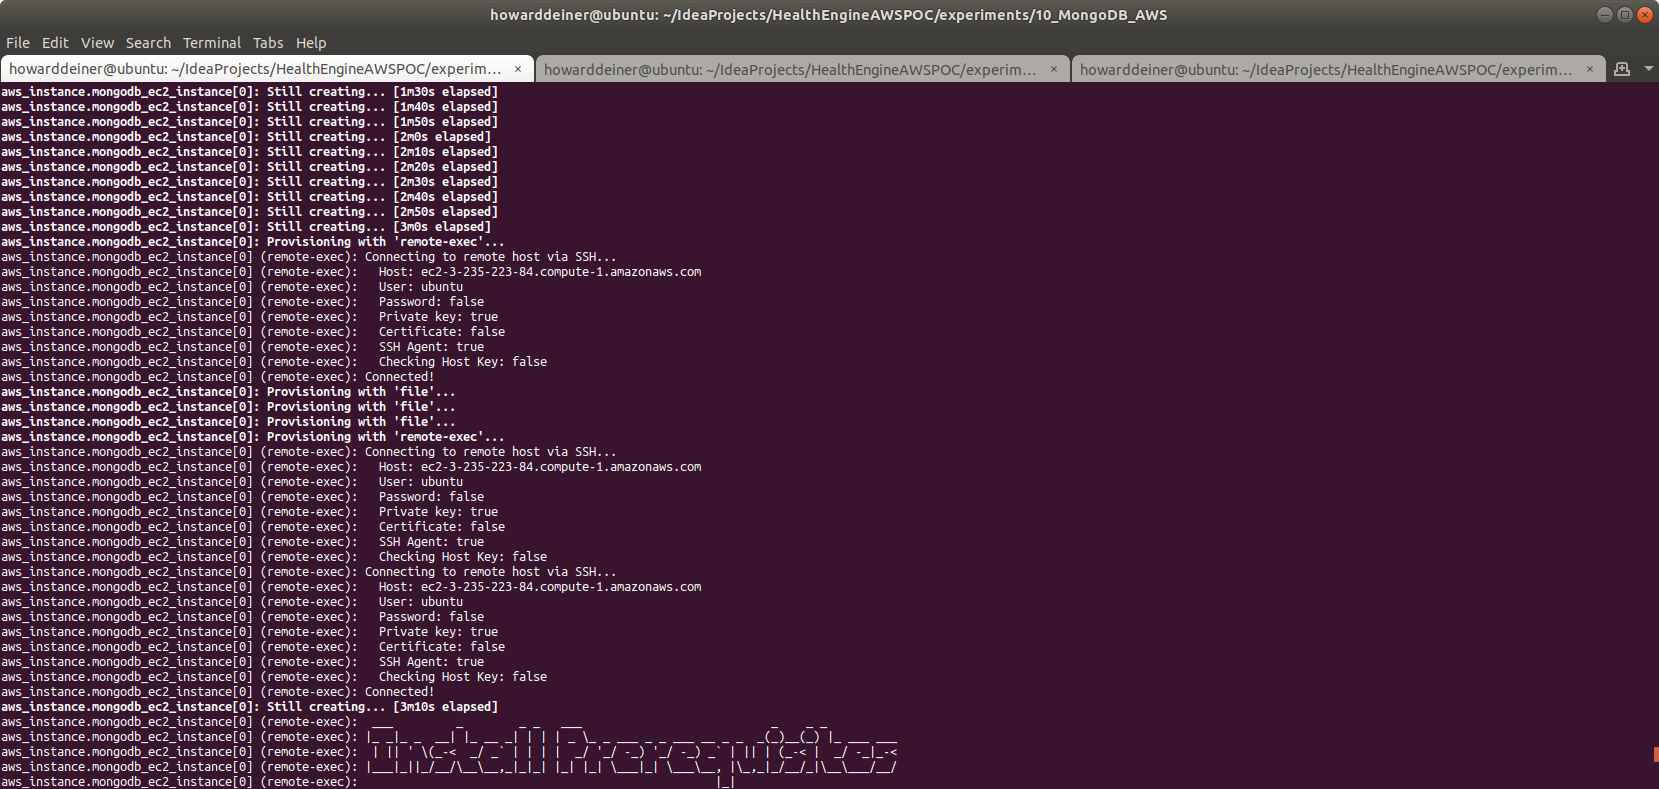 howarddeiner@ubuntu: ~/IdeaProjects/HealthEngineAWSPOC/experiments/10_MongoDB_AWS
File Edit View Search Terminal Tabs Help
howarddeiner@ubuntu: ~/IdeaProjects/HealthEngineAWSPOC/experim... × howarddeiner@ubuntu: ~/IdeaProjects/HealthEngineAWSPOC/experim... × howarddeiner@ubuntu: ~/IdeaProjects/HealthEngineAWSPOC/experim... ×
aws_instance.mongodb_ec2_instance[0]: Still creating... [1m30s elapsed]
aws_instance.mongodb_ec2_instance[0]: Still creating... [1m40s elapsed]
aws_instance.mongodb_ec2_instance[0]: Still creating... [1m50s elapsed]
aws_instance.mongodb_ec2_instance[0]: Still creating... [2m0s elapsed]
aws_instance.mongodb_ec2_instance[0]: Still creating... [2m10s elapsed]
aws_instance.mongodb_ec2_instance[0]: Still creating... [2m20s elapsed]
aws_instance.mongodb_ec2_instance[0]: Still creating... [2m30s elapsed]
aws_instance.mongodb_ec2_instance[0]: Still creating... [2m40s elapsed]
aws_instance.mongodb_ec2_instance[0]: Still creating... [2m50s elapsed]
aws_instance.mongodb_ec2_instance[0]: Still creating... [3m0s elapsed]
aws_instance.mongodb_ec2_instance[0]: Provisioning with 'remote-exec'...
aws_instance.mongodb_ec2_instance[0] (remote-exec): Connecting to remote host via SSH...
aws_instance.mongodb_ec2_instance[0] (remote-exec):   Host: ec2-3-235-223-84.compute-1.amazonaws.com
aws_instance.mongodb_ec2_instance[0] (remote-exec):   User: ubuntu
aws_instance.mongodb_ec2_instance[0] (remote-exec):   Password: false
aws_instance.mongodb_ec2_instance[0] (remote-exec):   Private key: true
aws_instance.mongodb_ec2_instance[0] (remote-exec):   Certificate: false
aws_instance.mongodb_ec2_instance[0] (remote-exec):   SSH Agent: true
aws_instance.mongodb_ec2_instance[0] (remote-exec):   Checking Host Key: false
aws_instance.mongodb_ec2_instance[0] (remote-exec): Connected!
aws_instance.mongodb_ec2_instance[0]: Provisioning with 'file'...
aws_instance.mongodb_ec2_instance[0]: Provisioning with 'file'...
aws_instance.mongodb_ec2_instance[0]: Provisioning with 'file'...
aws_instance.mongodb_ec2_instance[0]: Provisioning with 'remote-exec'...
aws_instance.mongodb_ec2_instance[0] (remote-exec): Connecting to remote host via SSH...
aws_instance.mongodb_ec2_instance[0] (remote-exec):   Host: ec2-3-235-223-84.compute-1.amazonaws.com
aws_instance.mongodb_ec2_instance[0] (remote-exec):   User: ubuntu
aws_instance.mongodb_ec2_instance[0] (remote-exec):   Password: false
aws_instance.mongodb_ec2_instance[0] (remote-exec):   Private key: true
aws_instance.mongodb_ec2_instance[0] (remote-exec):   Certificate: false
aws_instance.mongodb_ec2_instance[0] (remote-exec):   SSH Agent: true
aws_instance.mongodb_ec2_instance[0] (remote-exec):   Checking Host Key: false
aws_instance.mongodb_ec2_instance[0] (remote-exec): Connecting to remote host via SSH...
aws_instance.mongodb_ec2_instance[0] (remote-exec):   Host: ec2-3-235-223-84.compute-1.amazonaws.com
aws_instance.mongodb_ec2_instance[0] (remote-exec):   User: ubuntu
aws_instance.mongodb_ec2_instance[0] (remote-exec):   Password: false
aws_instance.mongodb_ec2_instance[0] (remote-exec):   Private key: true
aws_instance.mongodb_ec2_instance[0] (remote-exec):   Certificate: false
aws_instance.mongodb_ec2_instance[0] (remote-exec):   SSH Agent: true
aws_instance.mongodb_ec2_instance[0] (remote-exec):   Checking Host Key: false
aws_instance.mongodb_ec2_instance[0] (remote-exec): Connected!
aws_instance.mongodb_ec2_instance[0]: Still creating... [3m10s elapsed]
aws_instance.mongodb_ec2_instance[0] (remote-exec):
aws_instance.mongodb_ec2_instance[0] (remote-exec):
aws_instance.mongodb_ec2_instance[0] (remote-exec): Install Prerequisites
aws_instance.mongodb_ec2_instance[0] (remote-exec):
aws_instance.mongodb_ec2_instance[0] (remote-exec):